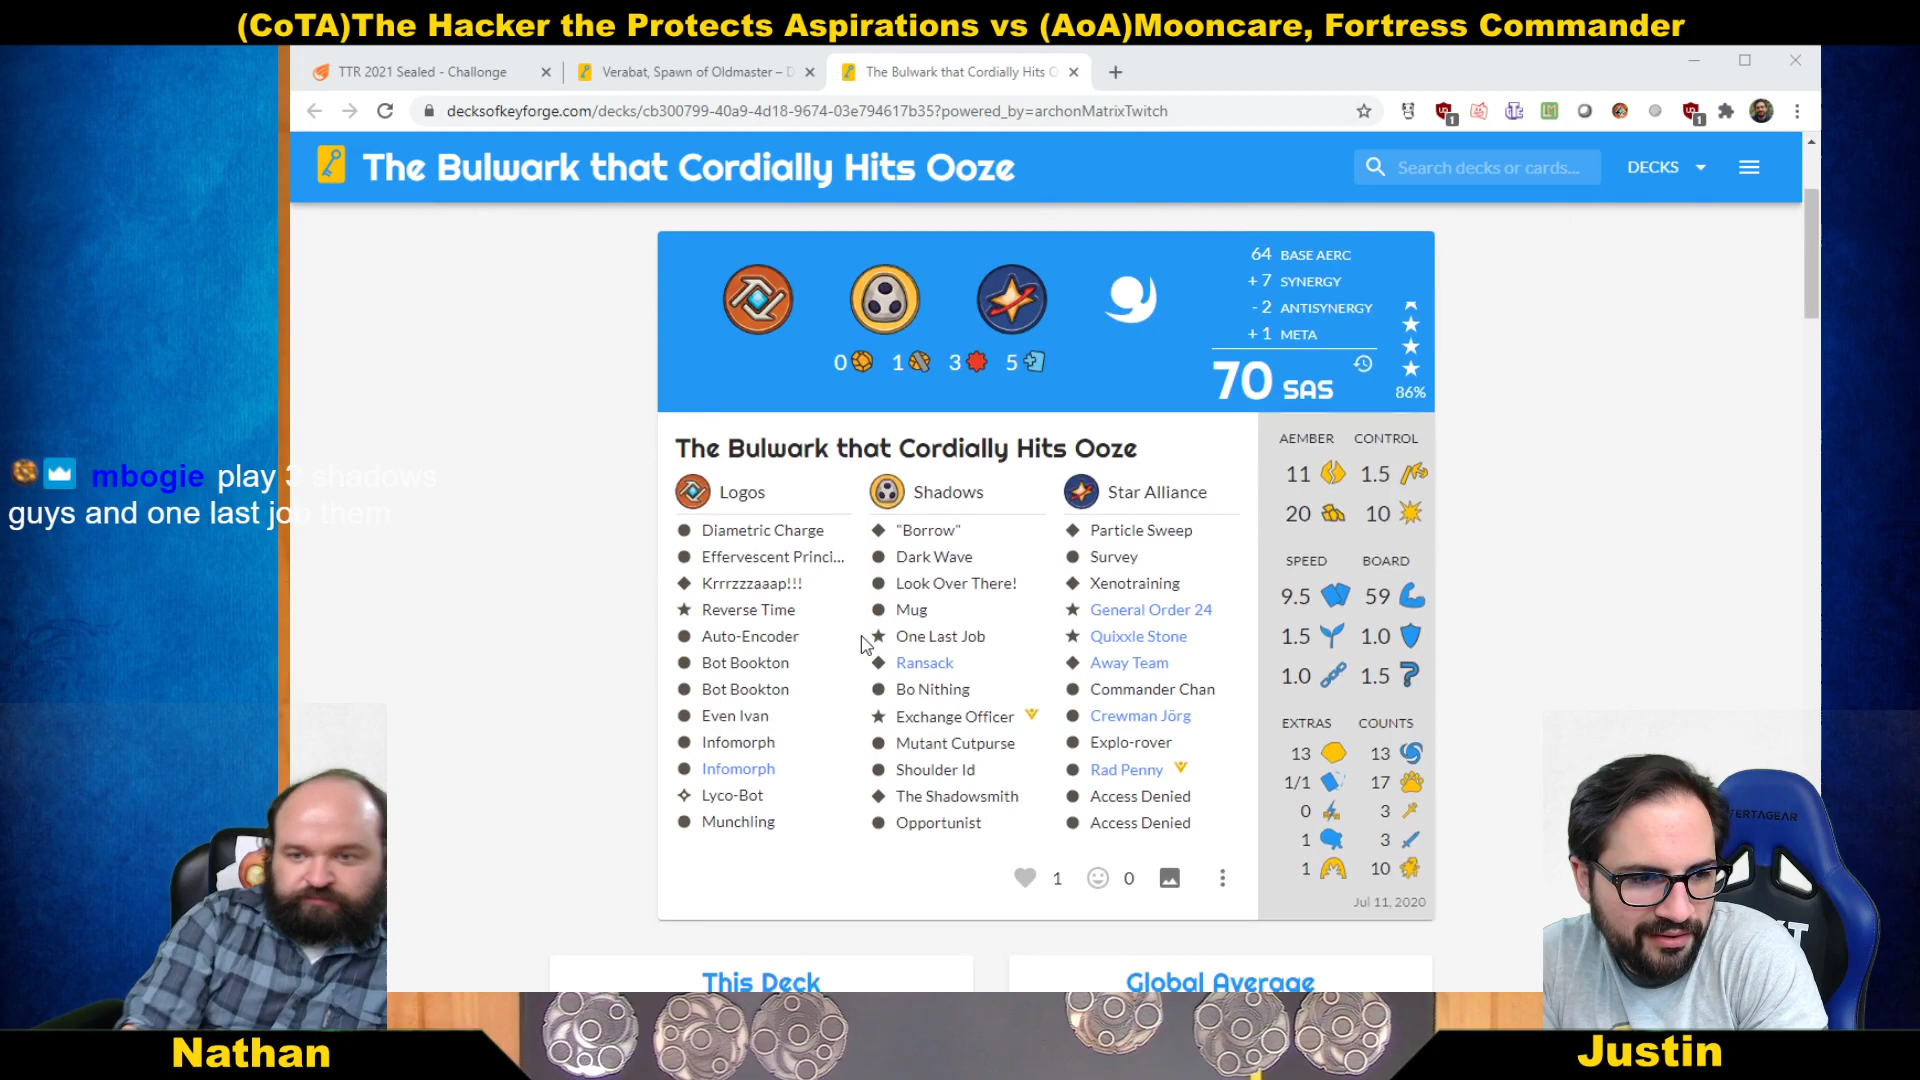 (CoTA)The Hacker the Protects Aspirations vs (AoA)Mooncare, Fortress Commander
TTR 2021 Sealed - Challonge
Verabat, Spawn of Oldmaster – D
The Bulwark that Cordially Hits O
decksofkeyforge.com/decks/cb300799-40a9-4d18-9674-03e794617b35?powered_by=archonMatrixTwitch
The Bulwark that Cordially Hits Ooze
Search decks or cards...
DECKS
64 BASE AERC
+ 7 SYNERGY
- 2 ANTISYNERGY
+ 1 META
70 SAS
86%
0 1 3 5
The Bulwark that Cordially Hits Ooze
Logos
Diametric Charge
Effervescent Princi...
Krrrzzzaaap!!!
Reverse Time
Auto-Encoder
Bot Bookton
Bot Bookton
Even Ivan
Infomorph
Infomorph
Lyco-Bot
Munchling
Shadows
"Borrow"
Dark Wave
Look Over There!
Mug
One Last Job
Ransack
Bo Nithing
Exchange Officer
Mutant Cutpurse
Shoulder Id
The Shadowsmith
Opportunist
Star Alliance
Particle Sweep
Survey
Xenotraining
General Order 24
Quixxle Stone
Away Team
Commander Chan
Crewman Jörg
Explo-rover
Rad Penny
Access Denied
Access Denied
1 0
AEMBER CONTROL
11 1.5
20 10
SPEED BOARD
9.5 59
1.5 1.0
1.0 1.5
EXTRAS COUNTS
13 13
1/1 17
0 3
1 3
1 10
Jul 11, 2020
This Deck
Global Average
mbogie play 3 shadows
guys and one last job them
Nathan
Justin